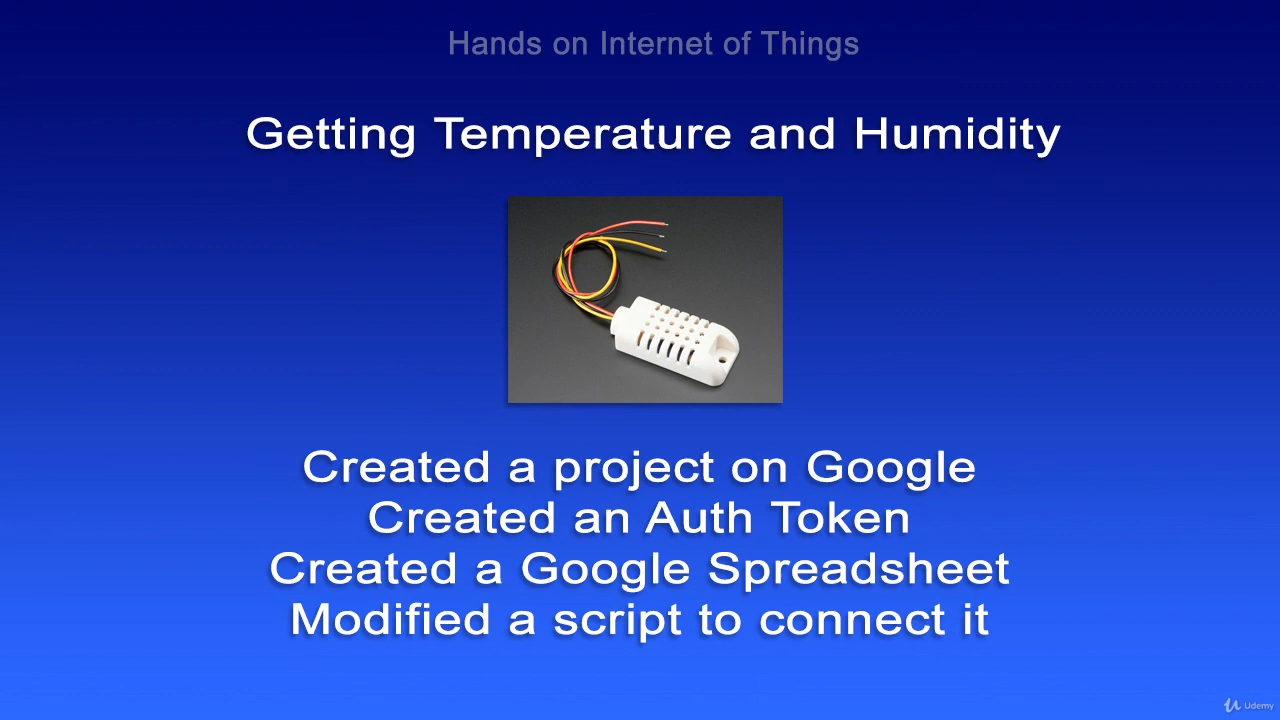 Hands on Internet of Things
Getting Temperature and Humidity
Created a project on Google
Created an Auth Token
Created a Google Spreadsheet
Modified a script to connect it
Udemy